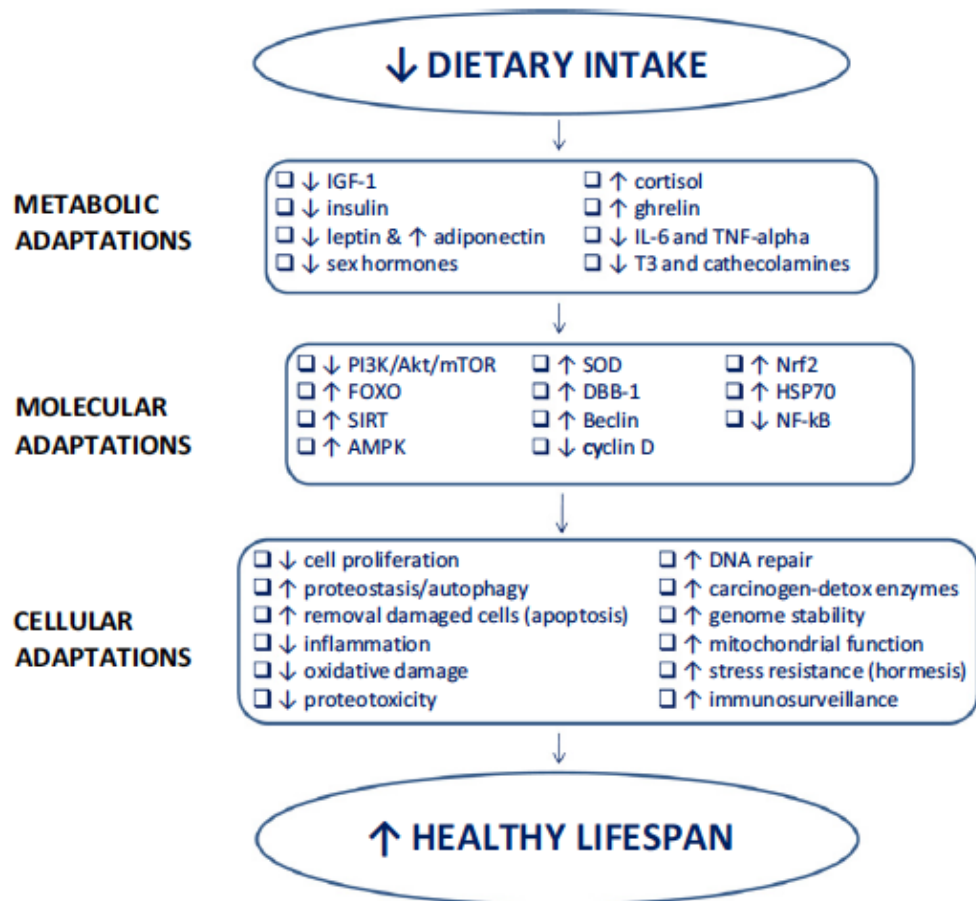 ↓ DIETARY INTAKE
METABOLIC
ADAPTATIONS
❑ ↓ IGF-1
❑ ↓ insulin
❑ ↓ leptin & ↑ adiponectin
❑ ↓ sex hormones
❑ ↑ cortisol
❑ ↑ ghrelin
❑ ↓ IL-6 and TNF-alpha
❑ ↓ T3 and cathecolamines
MOLECULAR
ADAPTATIONS
❑ ↓ PI3K/Akt/mTOR
❑ ↑ FOXO
❑ ↑ SIRT
❑ ↑ AMPK
❑ ↑ SOD
❑ ↑ DBB-1
❑ ↑ Beclin
❑ ↓ cyclin D
❑ ↑ Nrf2
❑ ↑ HSP70
❑ ↓ NF-kB
CELLULAR
ADAPTATIONS
❑ ↓ cell proliferation
❑ ↑ proteostasis/autophagy
❑ ↑ removal damaged cells (apoptosis)
❑ ↓ inflammation
❑ ↓ oxidative damage
❑ ↓ proteotoxicity
❑ ↑ DNA repair
❑ ↑ carcinogen-detox enzymes
❑ ↑ genome stability
❑ ↑ mitochondrial function
❑ ↑ stress resistance (hormesis)
❑ ↑ immunosurveillance
↑ HEALTHY LIFESPAN